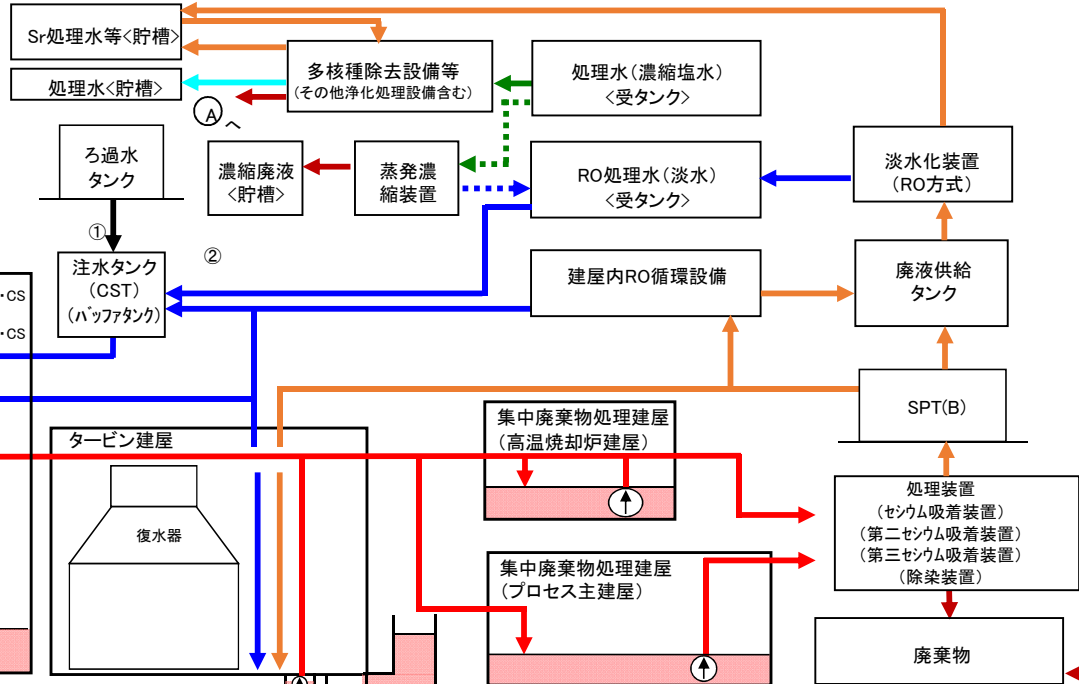 Sr処理水等<貯槽>
処理水<貯槽>
多核種除去設備等
(その他浄化処理設備含む)
Ⓐへ
処理水(濃縮塩水)
<受タンク>
ろ過水
タンク
濃縮廃液
<貯槽>
蒸発濃
縮装置
RO処理水(淡水)
<受タンク>
淡水化装置
(RO方式)
①
②
注水タンク
(CST)
(バッファタンク)
・CS
・CS
建屋内RO循環設備
廃液供給
タンク
SPT(B)
タービン建屋
復水器
集中廃棄物処理建屋
(高温焼却炉建屋)
集中廃棄物処理建屋
(プロセス主建屋)
処理装置
(セシウム吸着装置)
(第二セシウム吸着装置)
(第三セシウム吸着装置)
(除染装置)
廃棄物